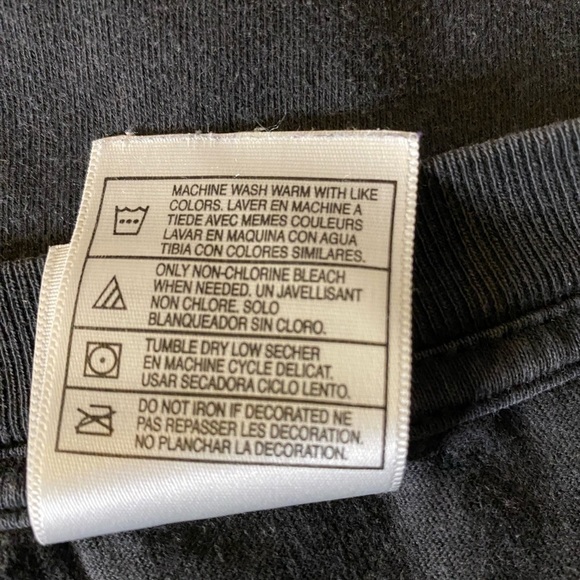 MACHINE WASH WARM WITH LIKE
COLORS. LAVER EN MACHINE A
TIEDE AVEC MEMES COULEURS
LAVAR EN MAQUINA CON AGUA
TIBIA CON COLORES SIMILARES.
ONLY NON-CHLORINE BLEACH
WHEN NEEDED. UN JAVELLISANT
NON CHLORE. SOLO
BLANQUEADOR SIN CLORO.
TUMBLE DRY LOW SECHER
EN MACHINE CYCLE DELICAT.
USAR SECADORA CICLO LENTO.
DO NOT IRON IF DECORATED NE
PAS REPASSER LES DECORATION.
NO PLANCHAR LA DECORACION.